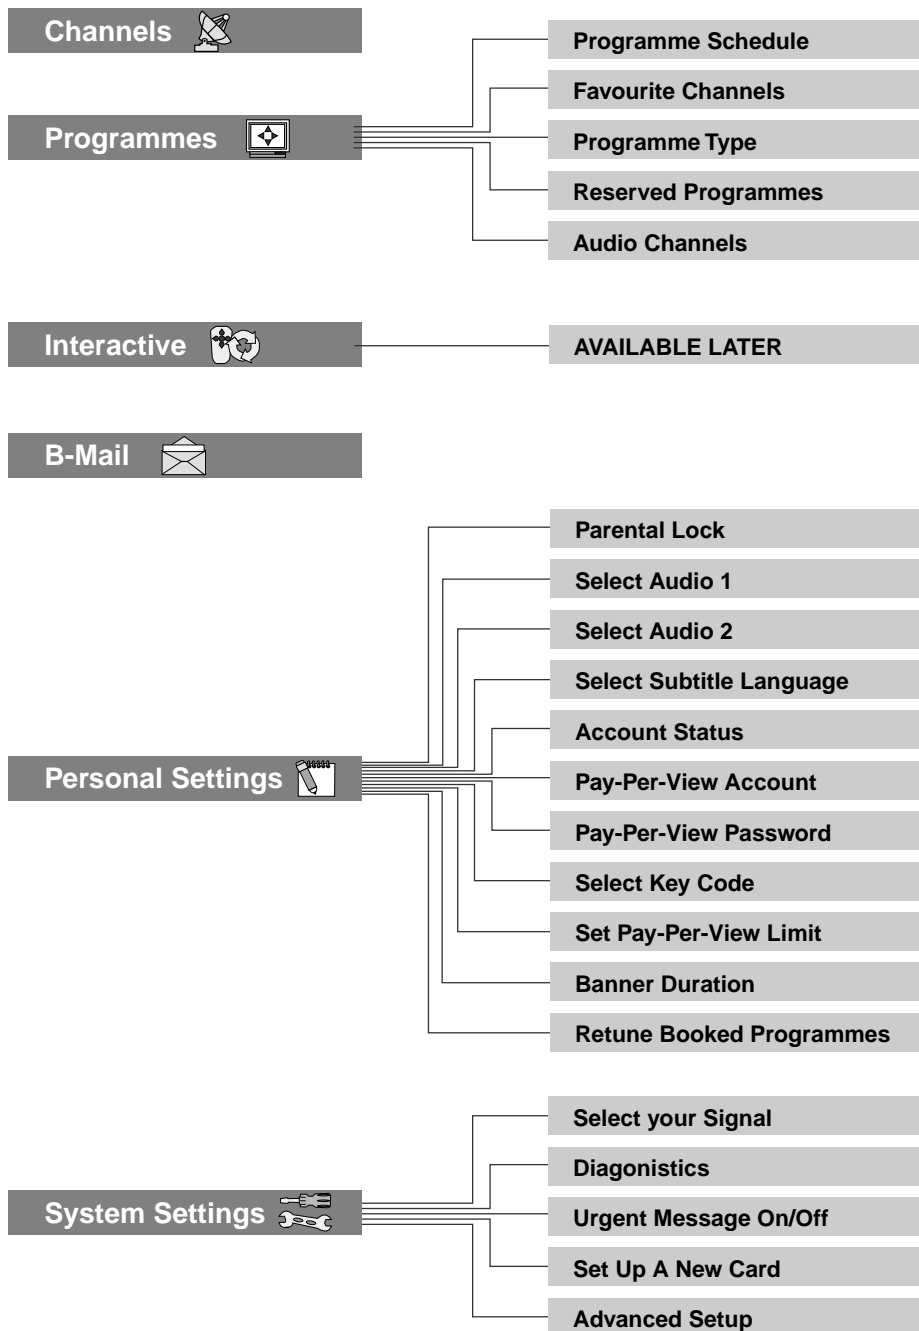 Channels
Programmes
Programme Schedule
Favourite Channels
Programme Type
Reserved Programmes
Audio Channels
Interactive
AVAILABLE LATER
B-Mail
Personal Settings
Parental Lock
Select Audio 1
Select Audio 2
Select Subtitle Language
Account Status
Pay-Per-View Account
Pay-Per-View Password
Select Key Code
Set Pay-Per-View Limit
Banner Duration
Retune Booked Programmes
System Settings
Select your Signal
Diagonistics
Urgent Message On/Off
Set Up A New Card
Advanced Setup